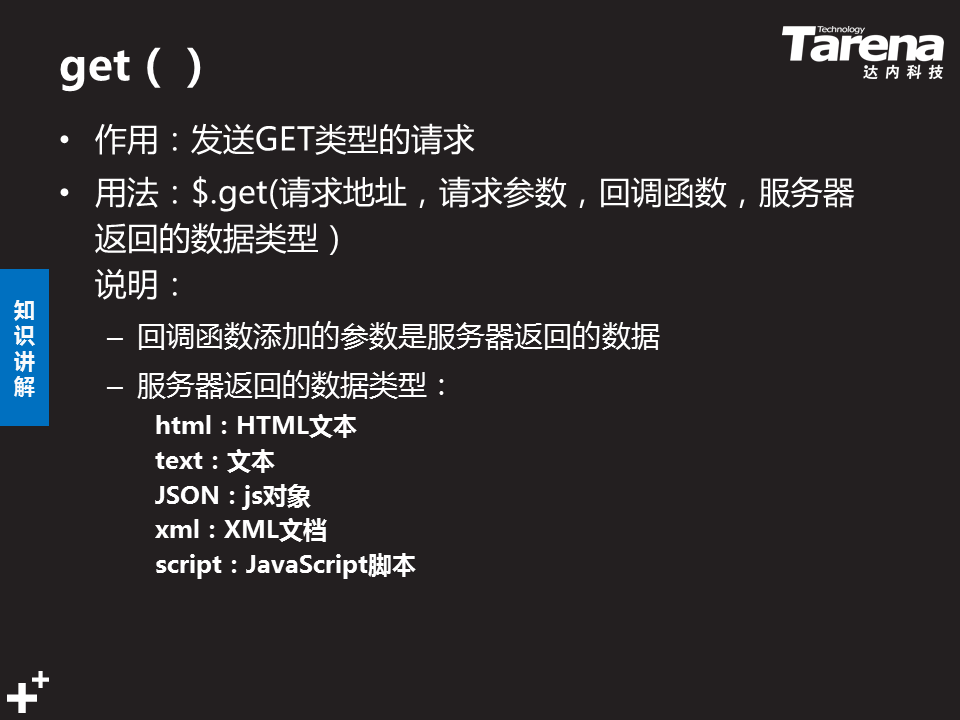 get（ ）
Technology
Tarena
达内科技
• 作用：发送GET类型的请求
• 用法：$.get(请求地址，请求参数，回调函数，服务器
返回的数据类型）
说明：
– 回调函数添加的参数是服务器返回的数据
– 服务器返回的数据类型：
html：HTML文本
text：文本
JSON：js对象
xml：XML文档
script：JavaScript脚本
知
识
讲
解